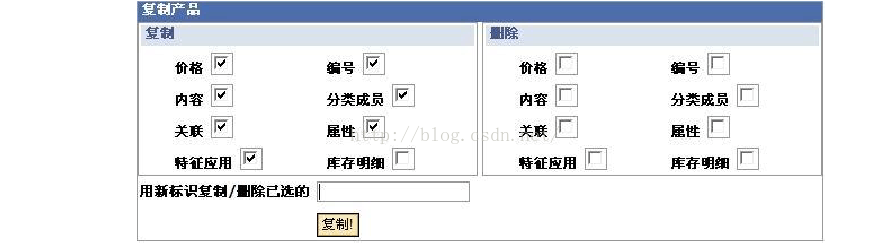 复制产品
复制 删除
价格 编号 价格 编号
内容 分类成员 内容 分类成员
关联 属性 关联 属性
http://blog.csdn.net/
特征应用 库存明细 特征应用 库存明细
用新标识复制/删除已选的
复制!